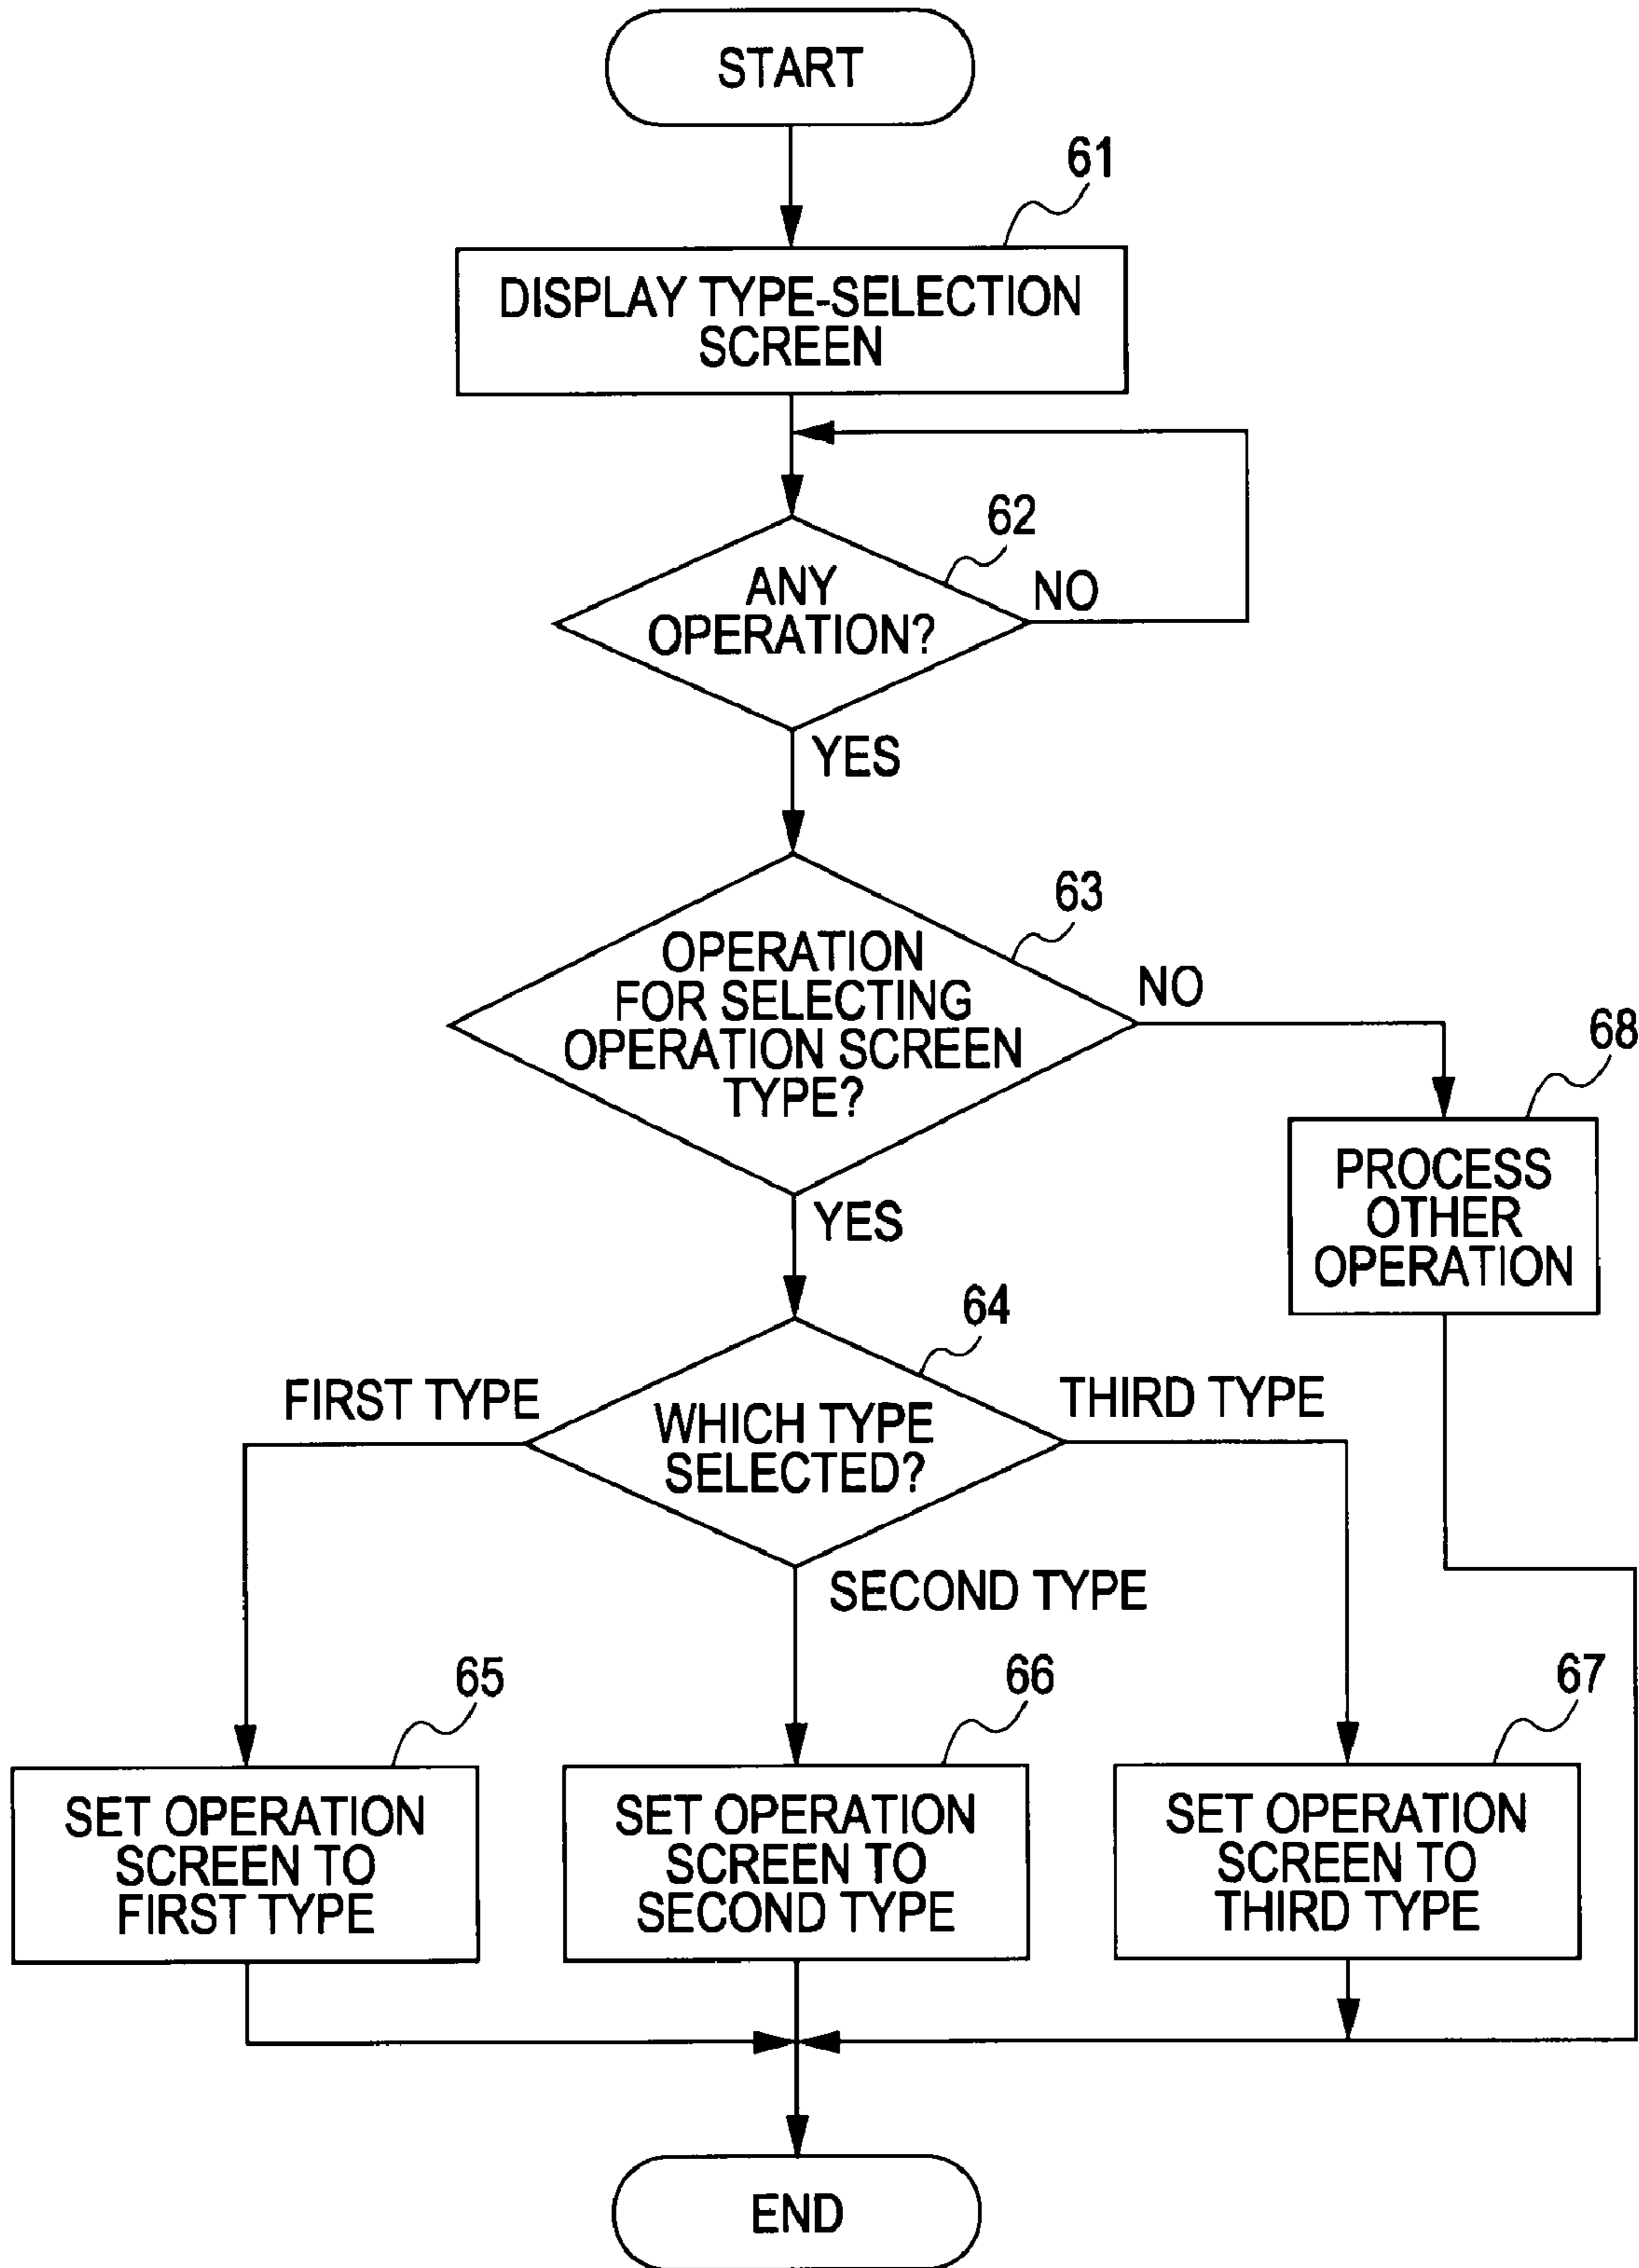 START
61
DISPLAY TYPE-SELECTION
SCREEN
62
ANY
OPERATION?
NO
YES
63
OPERATION
FOR SELECTING
OPERATION SCREEN
TYPE?
NO
68
PROCESS
OTHER
OPERATION
YES
64
FIRST TYPE
WHICH TYPE
SELECTED?
THIRD TYPE
SECOND TYPE
65
SET OPERATION
SCREEN TO
FIRST TYPE
66
SET OPERATION
SCREEN TO
SECOND TYPE
67
SET OPERATION
SCREEN TO
THIRD TYPE
END